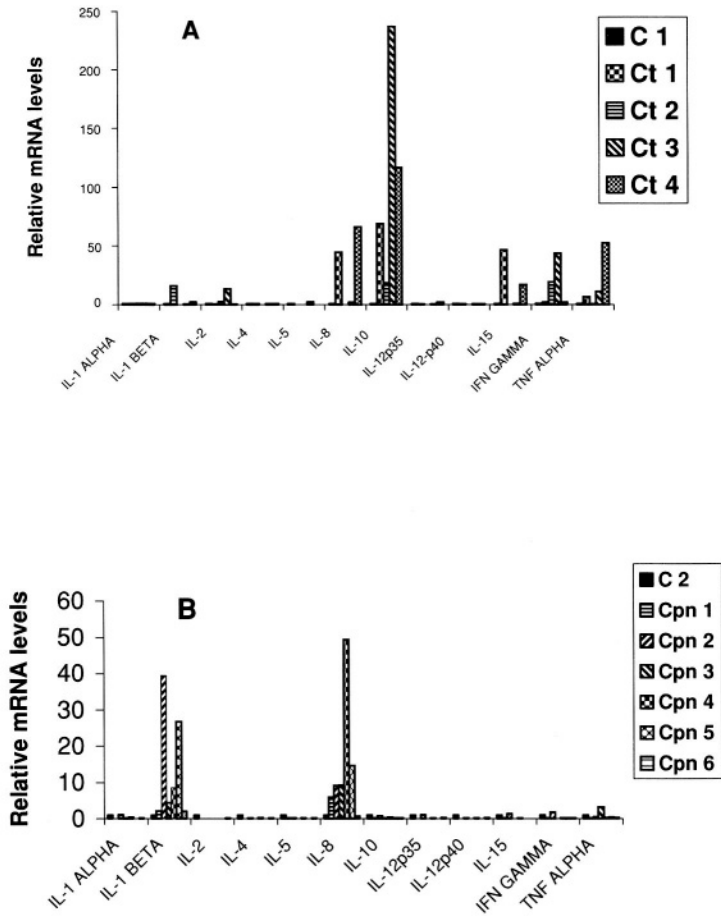 A
Relative mRNA levels
250
200
150
100
50
0
IL-1 ALPHA
IL-1 BETA
IL-2
IL-4
IL-5
IL-8
IL-10
IL-12p35
IL-12-p40
IL-15
IFN GAMMA
TNF ALPHA
C 1
Ct 1
Ct 2
Ct 3
Ct 4
B
Relative mRNA levels
60
50
40
30
20
10
0
IL-1 ALPHA
IL-1 BETA
IL-2
IL-4
IL-5
IL-8
IL-10
IL-12p35
IL-12p40
IL-15
IFN GAMMA
TNF ALPHA
C 2
Cpn 1
Cpn 2
Cpn 3
Cpn 4
Cpn 5
Cpn 6